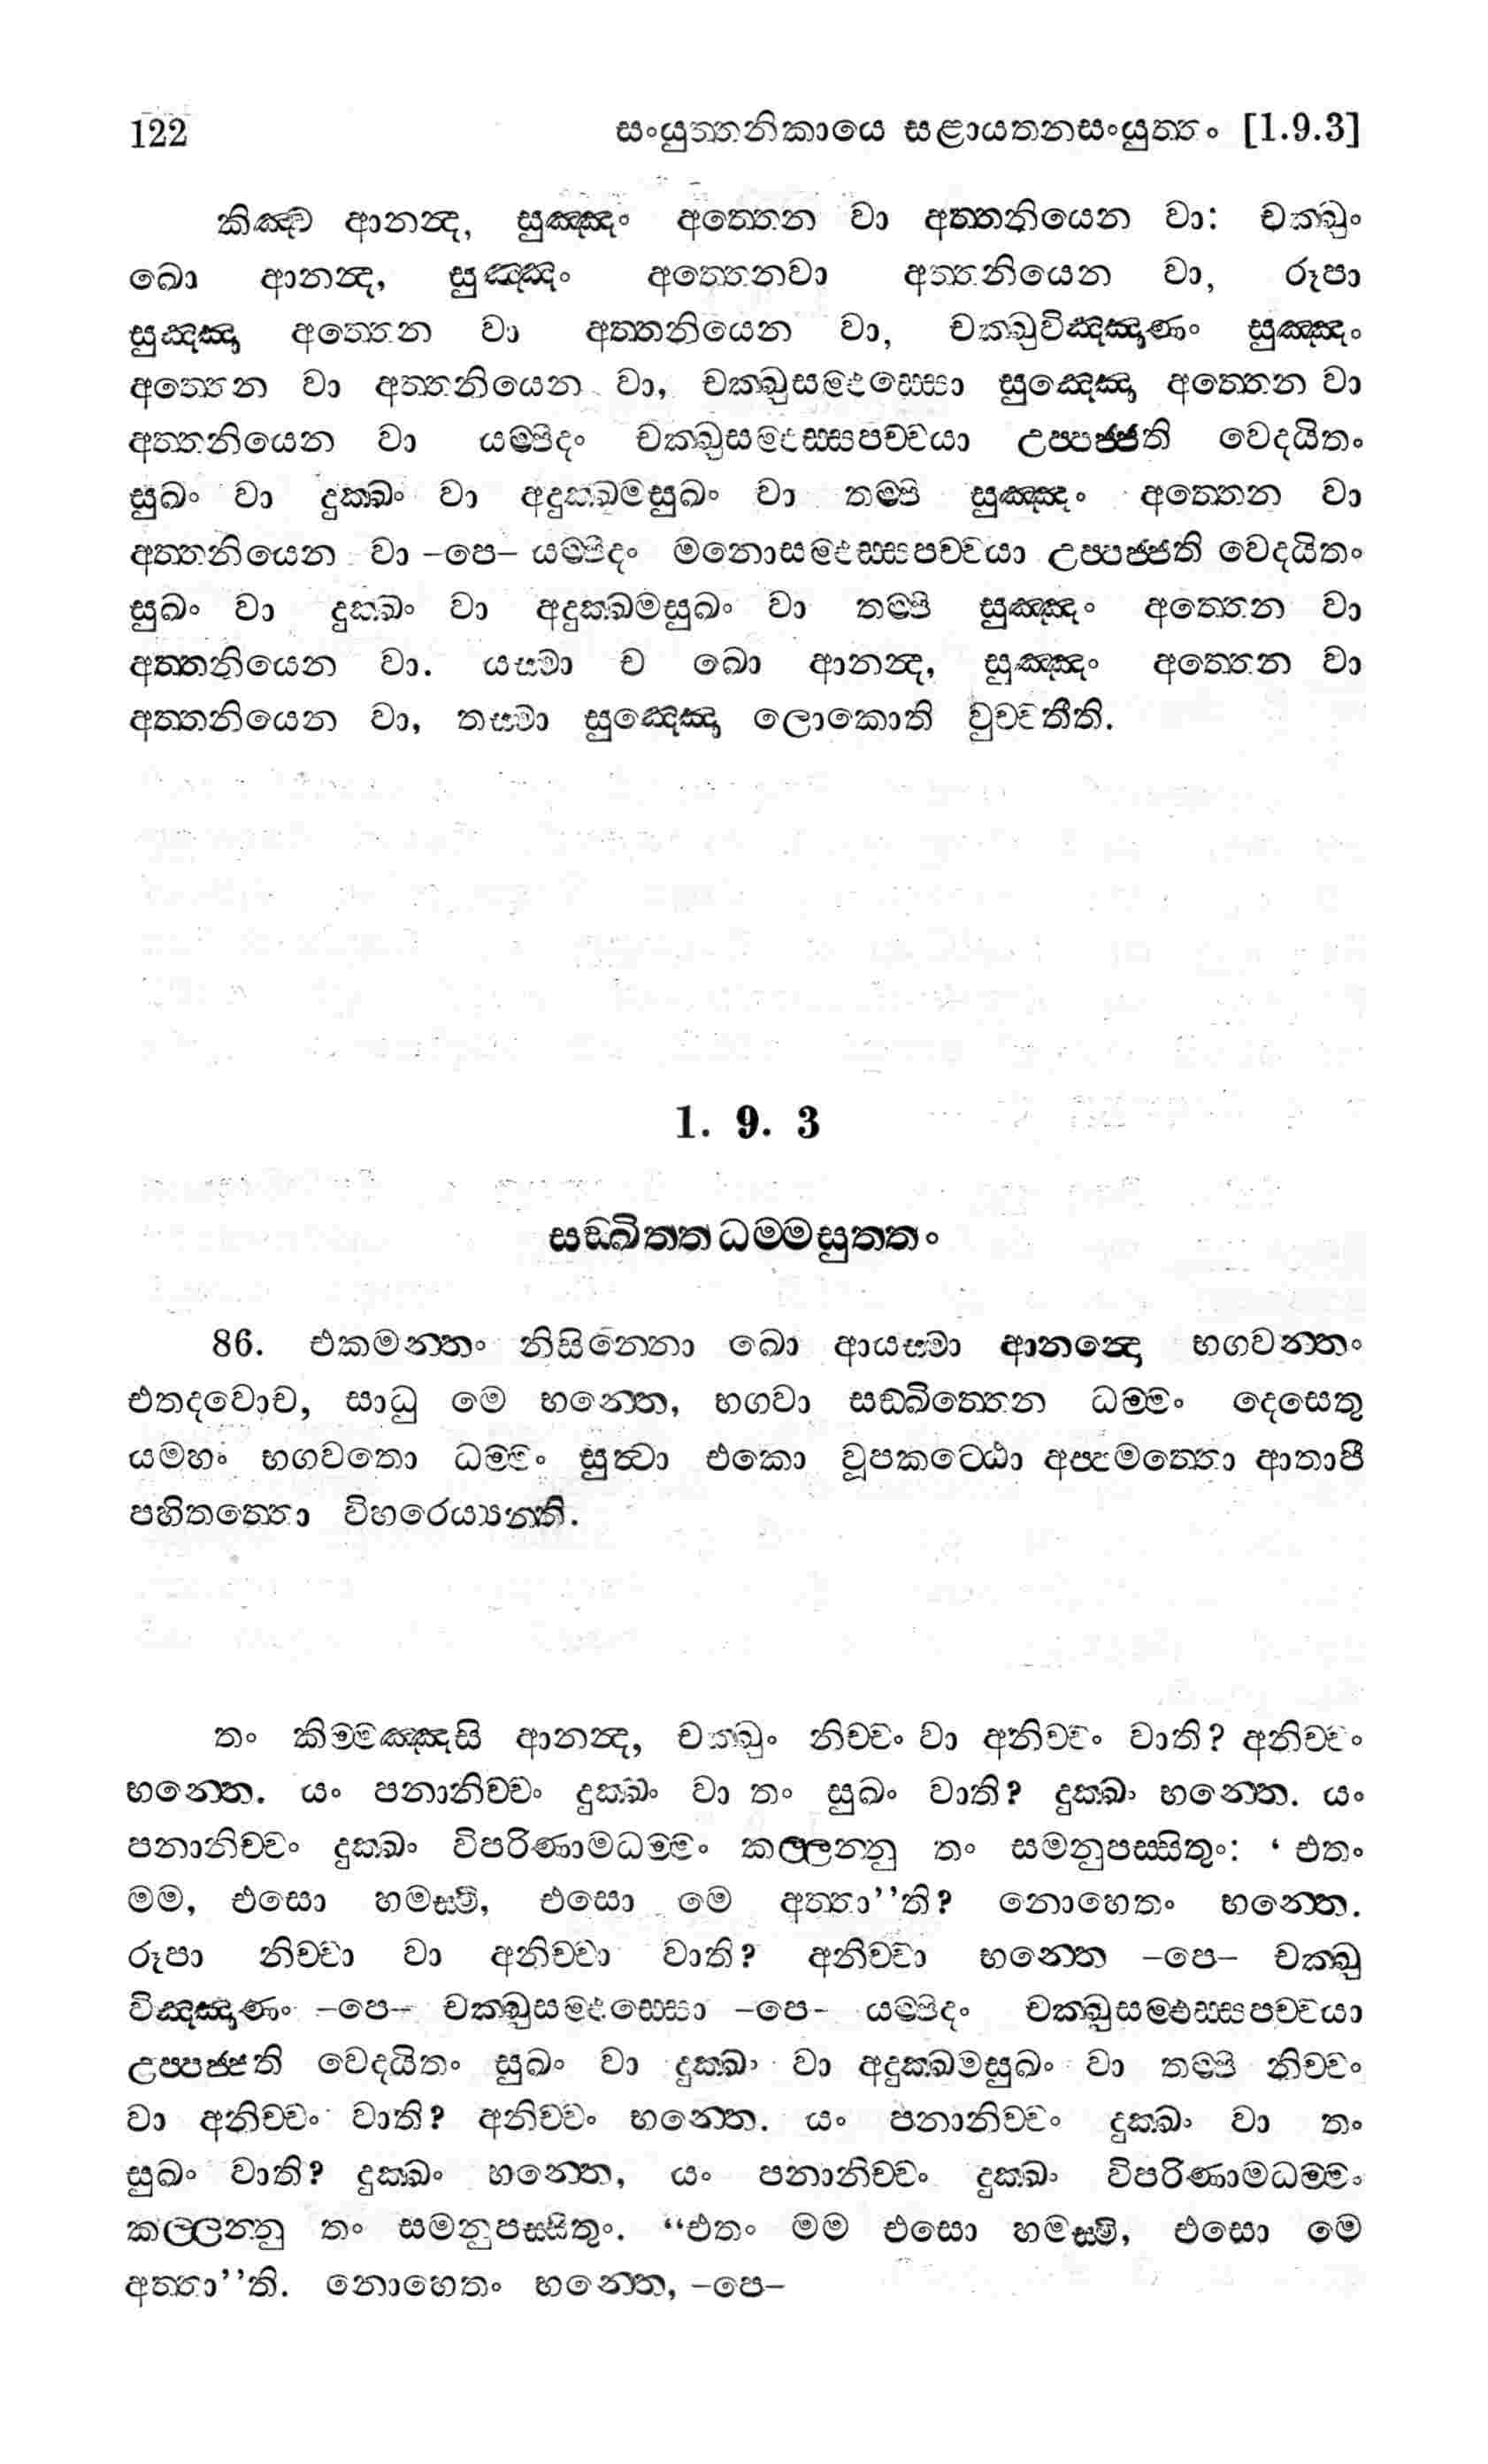 122 සංයුත්තනිකායෙ සළායතනසංයුත්තං [1.9.3]
කිඤ්ච ආනන්ද, සුඤ්ඤං අත්තෙන වා අත්තනියෙන වා: චක්ඛුං
ඛො ආනන්ද, සුඤ්ඤං අත්තෙනවා අත්තනියෙන වා, රූපා
සුඤ්ඤා අත්තෙන වා අත්තනියෙන වා, චක්ඛුවිඤ්ඤාණං සුඤ්ඤං
අත්තෙන වා අත්තනියෙන වා, චක්ඛුසම්ඵස්සො සුඤ්ඤො අත්තෙන වා
අත්තනියෙන වා යම්පිදං චක්ඛුසම්ඵස්සපච්චයා උප්පජ්ජති වෙදයිතං
සුඛං වා දුක්ඛං වා අදුක්ඛමසුඛං වා තම්පි සුඤ්ඤං අත්තෙන වා
අත්තනියෙන වා –පෙ– යම්පිදං මනොසම්ඵස්සපච්චයා උප්පජ්ජති වෙදයිතං
සුඛං වා දුක්ඛං වා අදුක්ඛමසුඛං වා තම්පි සුඤ්ඤං අත්තෙන වා
අත්තනියෙන වා. යස්මා ච ඛො ආනන්ද, සුඤ්ඤං අත්තෙන වා
අත්තනියෙන වා, තස්මා සුඤ්ඤො ලොකොති වුච්චතීති.
1. 9. 3
සඞ්ඛිත්තධම්මසුත්තං
86. එකමන්තං නිසින්නො ඛො ආයස්මා ආනන්දො භගවන්තං
එතදවොච, සාධු මෙ භන්තෙ, භගවා සඞ්ඛිත්තෙන ධම්මං දෙසෙතු
යමහං භගවතො ධම්මං සුත්වා එකො වූපකට්ඨො අප්පමත්තො ආතාපී
පහිතත්තො විහරෙය්‍යන්ති.
තං කිම්මඤ්ඤසි ආනන්ද, චක්ඛුං නිච්චං වා අනිච්චං වාති? අනිච්චං
භන්තෙ. යං පනානිච්චං දුක්ඛං වා තං සුඛං වාති? දුක්ඛං භන්තෙ. යං
පනානිච්චං දුක්ඛං විපරිණාමධම්මං කල්ලන්නු තං සමනුපස්සිතුං: ‘ එතං
මම, එසො හමස්මි, එසො මෙ අත්තා’’ති? නොහෙතං භන්තෙ.
රූපා නිච්චා වා අනිච්චා වාති? අනිච්චා භන්තෙ –පෙ– චක්ඛු
විඤ්ඤාණං –පෙ– චක්ඛුසම්ඵස්සො –පෙ– යම්පිදං චක්ඛුසම්ඵස්සපච්චයා
උප්පජ්ජති වෙදයිතං සුඛං වා දුක්ඛං වා අදුක්ඛමසුඛං වා තම්පි නිච්චං
වා අනිච්චං වාති? අනිච්චං භන්තෙ. යං පනානිච්චං දුක්ඛං වා තං
සුඛං වාති? දුක්ඛං හන්තෙ, යං පනානිච්චං දුක්ඛං විපරිණාමධම්මං
කල්ලන්නු තං සමනුපස්සිතුං. “එතං මම එසො හමස්මි, එසො මෙ
අත්තා’’ති. නොහෙතං භන්තෙ, –පෙ–